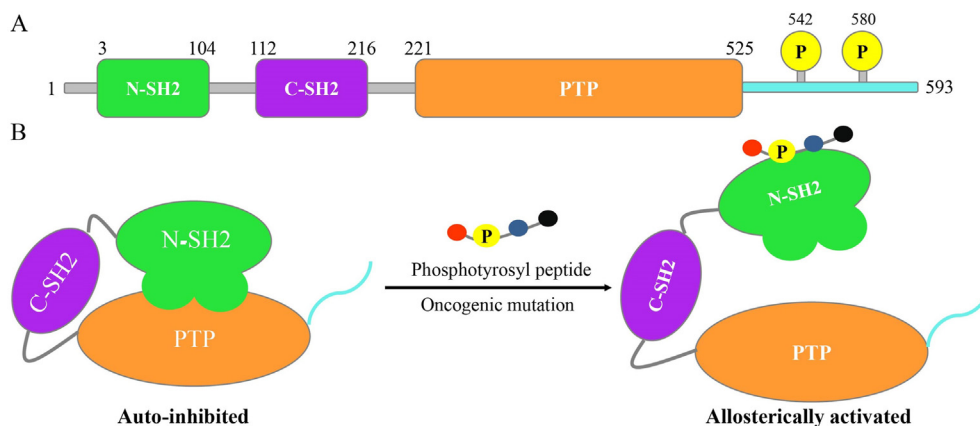 A
542 580
3 104 112 216 221 525
P P
1 N-SH2 C-SH2 PTP 593
B
P
N-SH2
N-SH2
P
C-SH2
Phosphotyrosyl peptide
C-SH2
Oncogenic mutation
PTP
PTP
Auto-inhibited
Allosterically activated